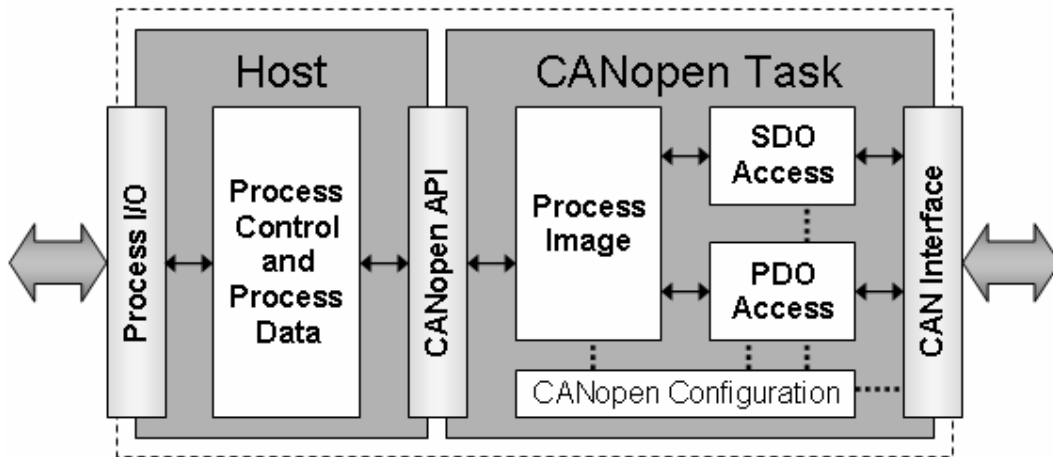 Host
CANopen Task
Process I/O
Process
Control
and
Process
Data
CANopen API
Process
Image
SDO
Access
PDO
Access
CANopen Configuration
CAN Interface